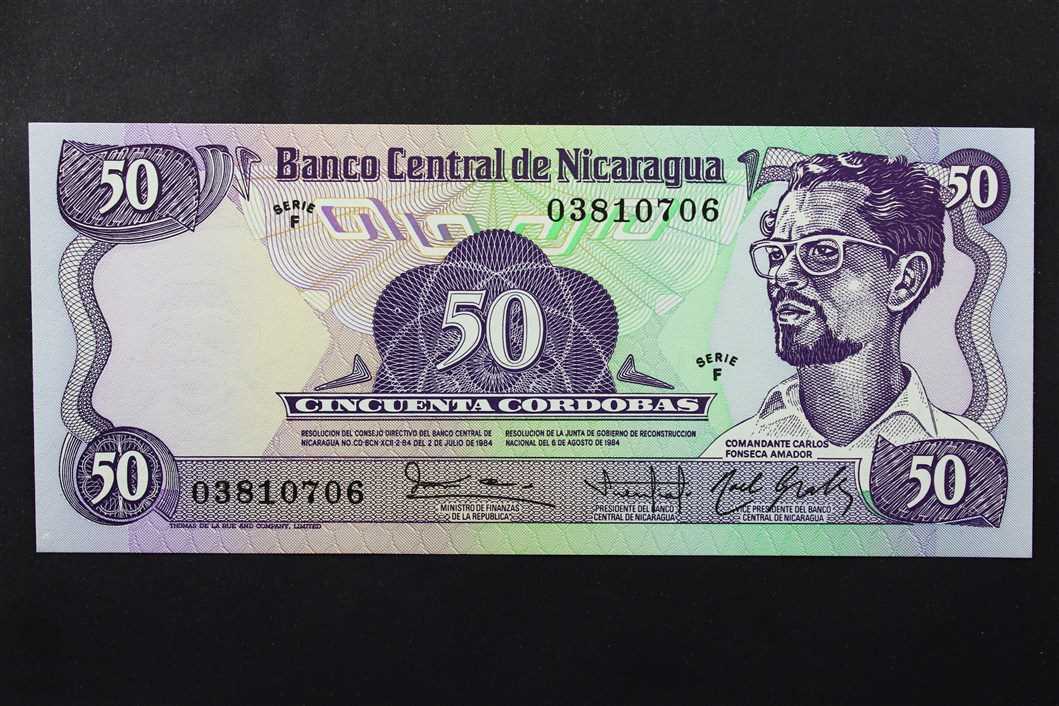 50
Banco Central de Nicaragua
50
SERIE
F
03810706
50
SERIE
F
CINCUENTA CORDOBAS
RESOLUCION DEL CONSEJO DIRECTIVO DEL BANCO CENTRAL DE
NICARAGUA NO. CD-BCN-XCII-2-84 DEL 2 DE JULIO DE 1984
RESOLUCION DE LA JUNTA DE GOBIERNO DE RECONSTRUCCION
NACIONAL DEL 6 DE AGOSTO DE 1984
COMANDANTE CARLOS
FONSECA AMADOR
50
03810706
MINISTRO DE FINANZAS
DE LA REPUBLICA
PRESIDENTE DEL BANCO
CENTRAL DE NICARAGUA
VICE PRESIDENTE DEL BANCO
CENTRAL DE NICARAGUA
50
THOMAS DE LA RUE AND COMPANY, LIMITED